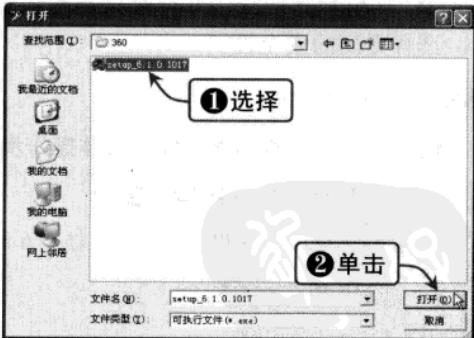 打开
查找范围(I):
360
setup_6.1.0.1017
❶选择
我最近的文档
桌面
我的文档
我的电脑
网上邻居
❷单击
文件名(N):
setup_6.1.0.1017
打开(O)
文件类型(T):
可执行文件(*.exe)
取消